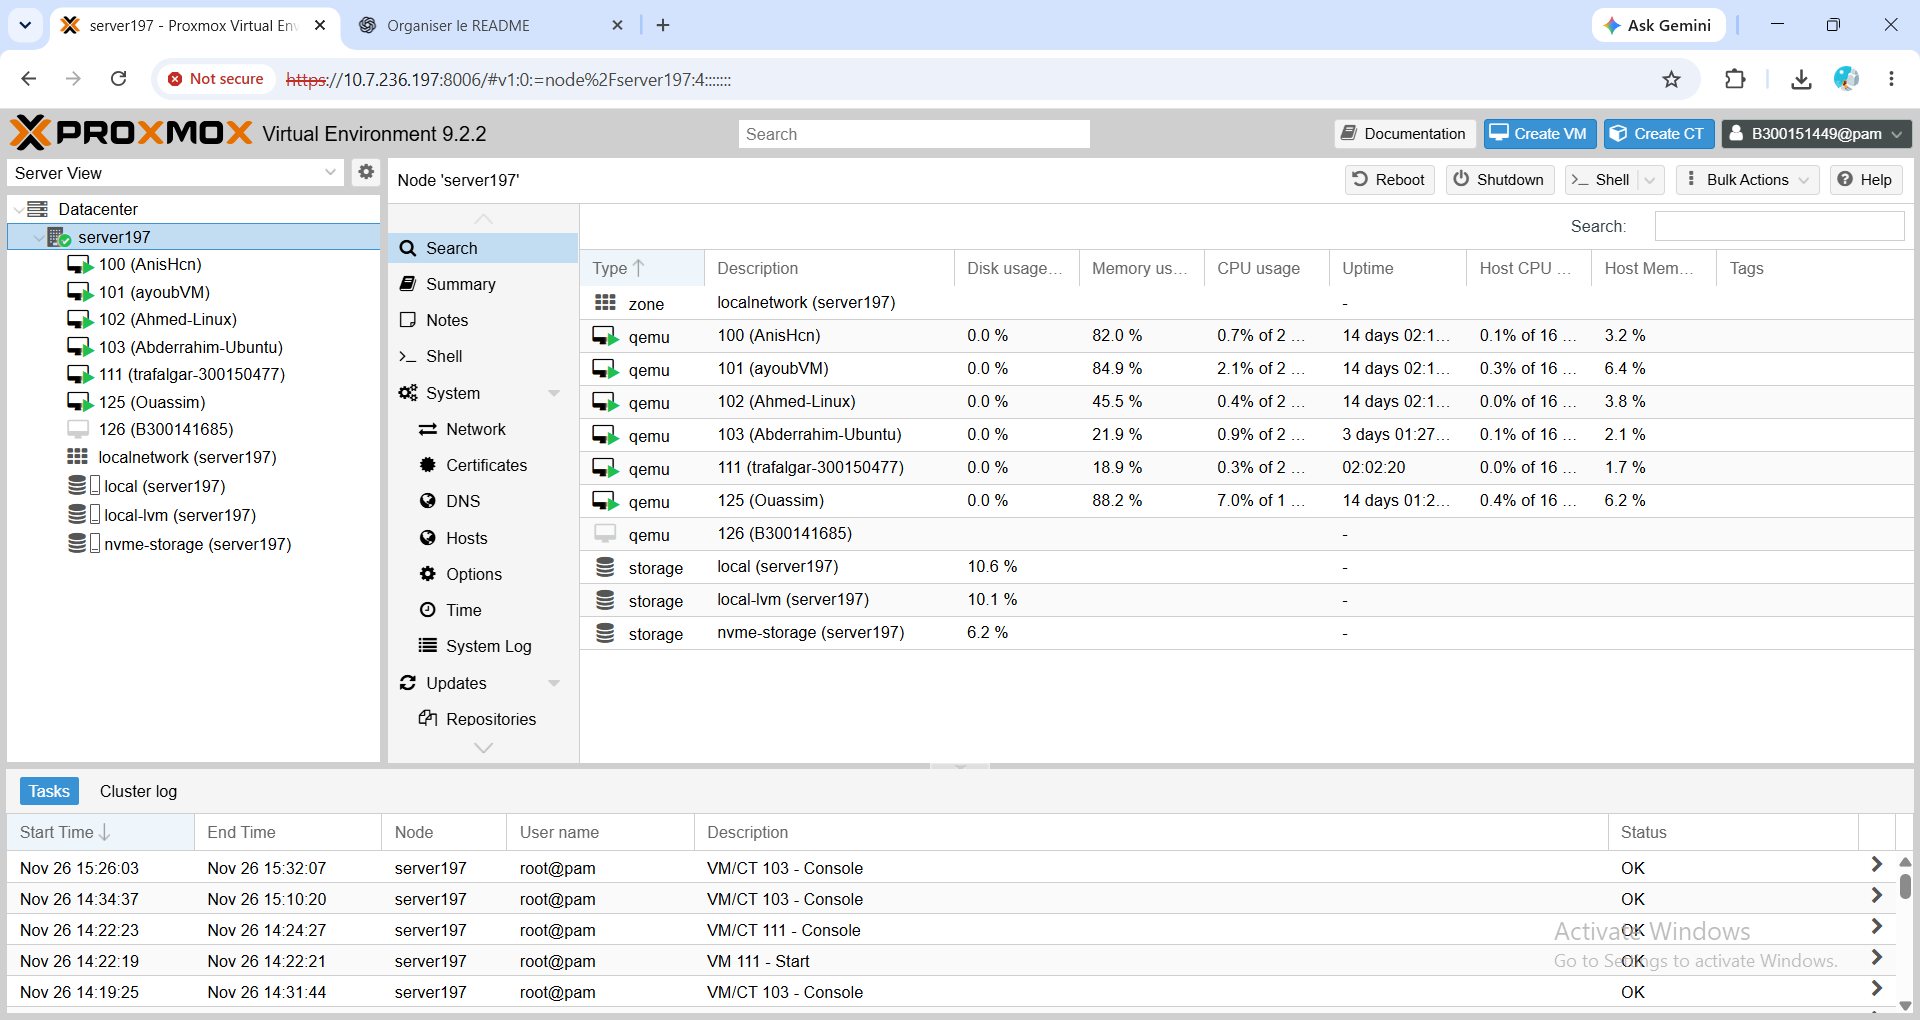 server197 - Proxmox Virtual Env
Organiser le README
Ask Gemini
Not secure
https://10.7.236.197:8006/#v1:0:=node%2Fserver197:4:::::::
PROXMOX Virtual Environment 9.2.2
Search
Documentation
Create VM
Create CT
B300151449@pam
Server View
Node 'server197'
Reboot
Shutdown
Shell
Bulk Actions
Help
Datacenter
server197
100 (AnisHcn)
101 (ayoubVM)
102 (Ahmed-Linux)
103 (Abderrahim-Ubuntu)
111 (trafalgar-300150477)
125 (Ouassim)
126 (B300141685)
localnetwork (server197)
local (server197)
local-lvm (server197)
nvme-storage (server197)
Search
Summary
Notes
Shell
System
Network
Certificates
DNS
Hosts
Options
Time
System Log
Updates
Repositories
Search:
Type Description Disk usage... Memory us... CPU usage Uptime Host CPU ... Host Mem... Tags
zone localnetwork (server197) -
qemu 100 (AnisHcn) 0.0 % 82.0 % 0.7% of 2 ... 14 days 02:1... 0.1% of 16 ... 3.2 %
qemu 101 (ayoubVM) 0.0 % 84.9 % 2.1% of 2 ... 14 days 02:1... 0.3% of 16 ... 6.4 %
qemu 102 (Ahmed-Linux) 0.0 % 45.5 % 0.4% of 2 ... 14 days 02:1... 0.0% of 16 ... 3.8 %
qemu 103 (Abderrahim-Ubuntu) 0.0 % 21.9 % 0.9% of 2 ... 3 days 01:27... 0.1% of 16 ... 2.1 %
qemu 111 (trafalgar-300150477) 0.0 % 18.9 % 0.3% of 2 ... 02:02:20 0.0% of 16 ... 1.7 %
qemu 125 (Ouassim) 0.0 % 88.2 % 7.0% of 1 ... 14 days 01:2... 0.4% of 16 ... 6.2 %
qemu 126 (B300141685) -
storage local (server197) 10.6 % -
storage local-lvm (server197) 10.1 % -
storage nvme-storage (server197) 6.2 % -
Tasks
Cluster log
Start Time End Time Node User name Description Status
Nov 26 15:26:03 Nov 26 15:32:07 server197 root@pam VM/CT 103 - Console OK
Nov 26 14:34:37 Nov 26 15:10:20 server197 root@pam VM/CT 103 - Console OK
Nov 26 14:22:23 Nov 26 14:24:27 server197 root@pam VM/CT 111 - Console OK
Nov 26 14:22:19 Nov 26 14:22:21 server197 root@pam VM 111 - Start OK
Nov 26 14:19:25 Nov 26 14:31:44 server197 root@pam VM/CT 103 - Console OK
Activate Windows
Go to Settings to activate Windows.